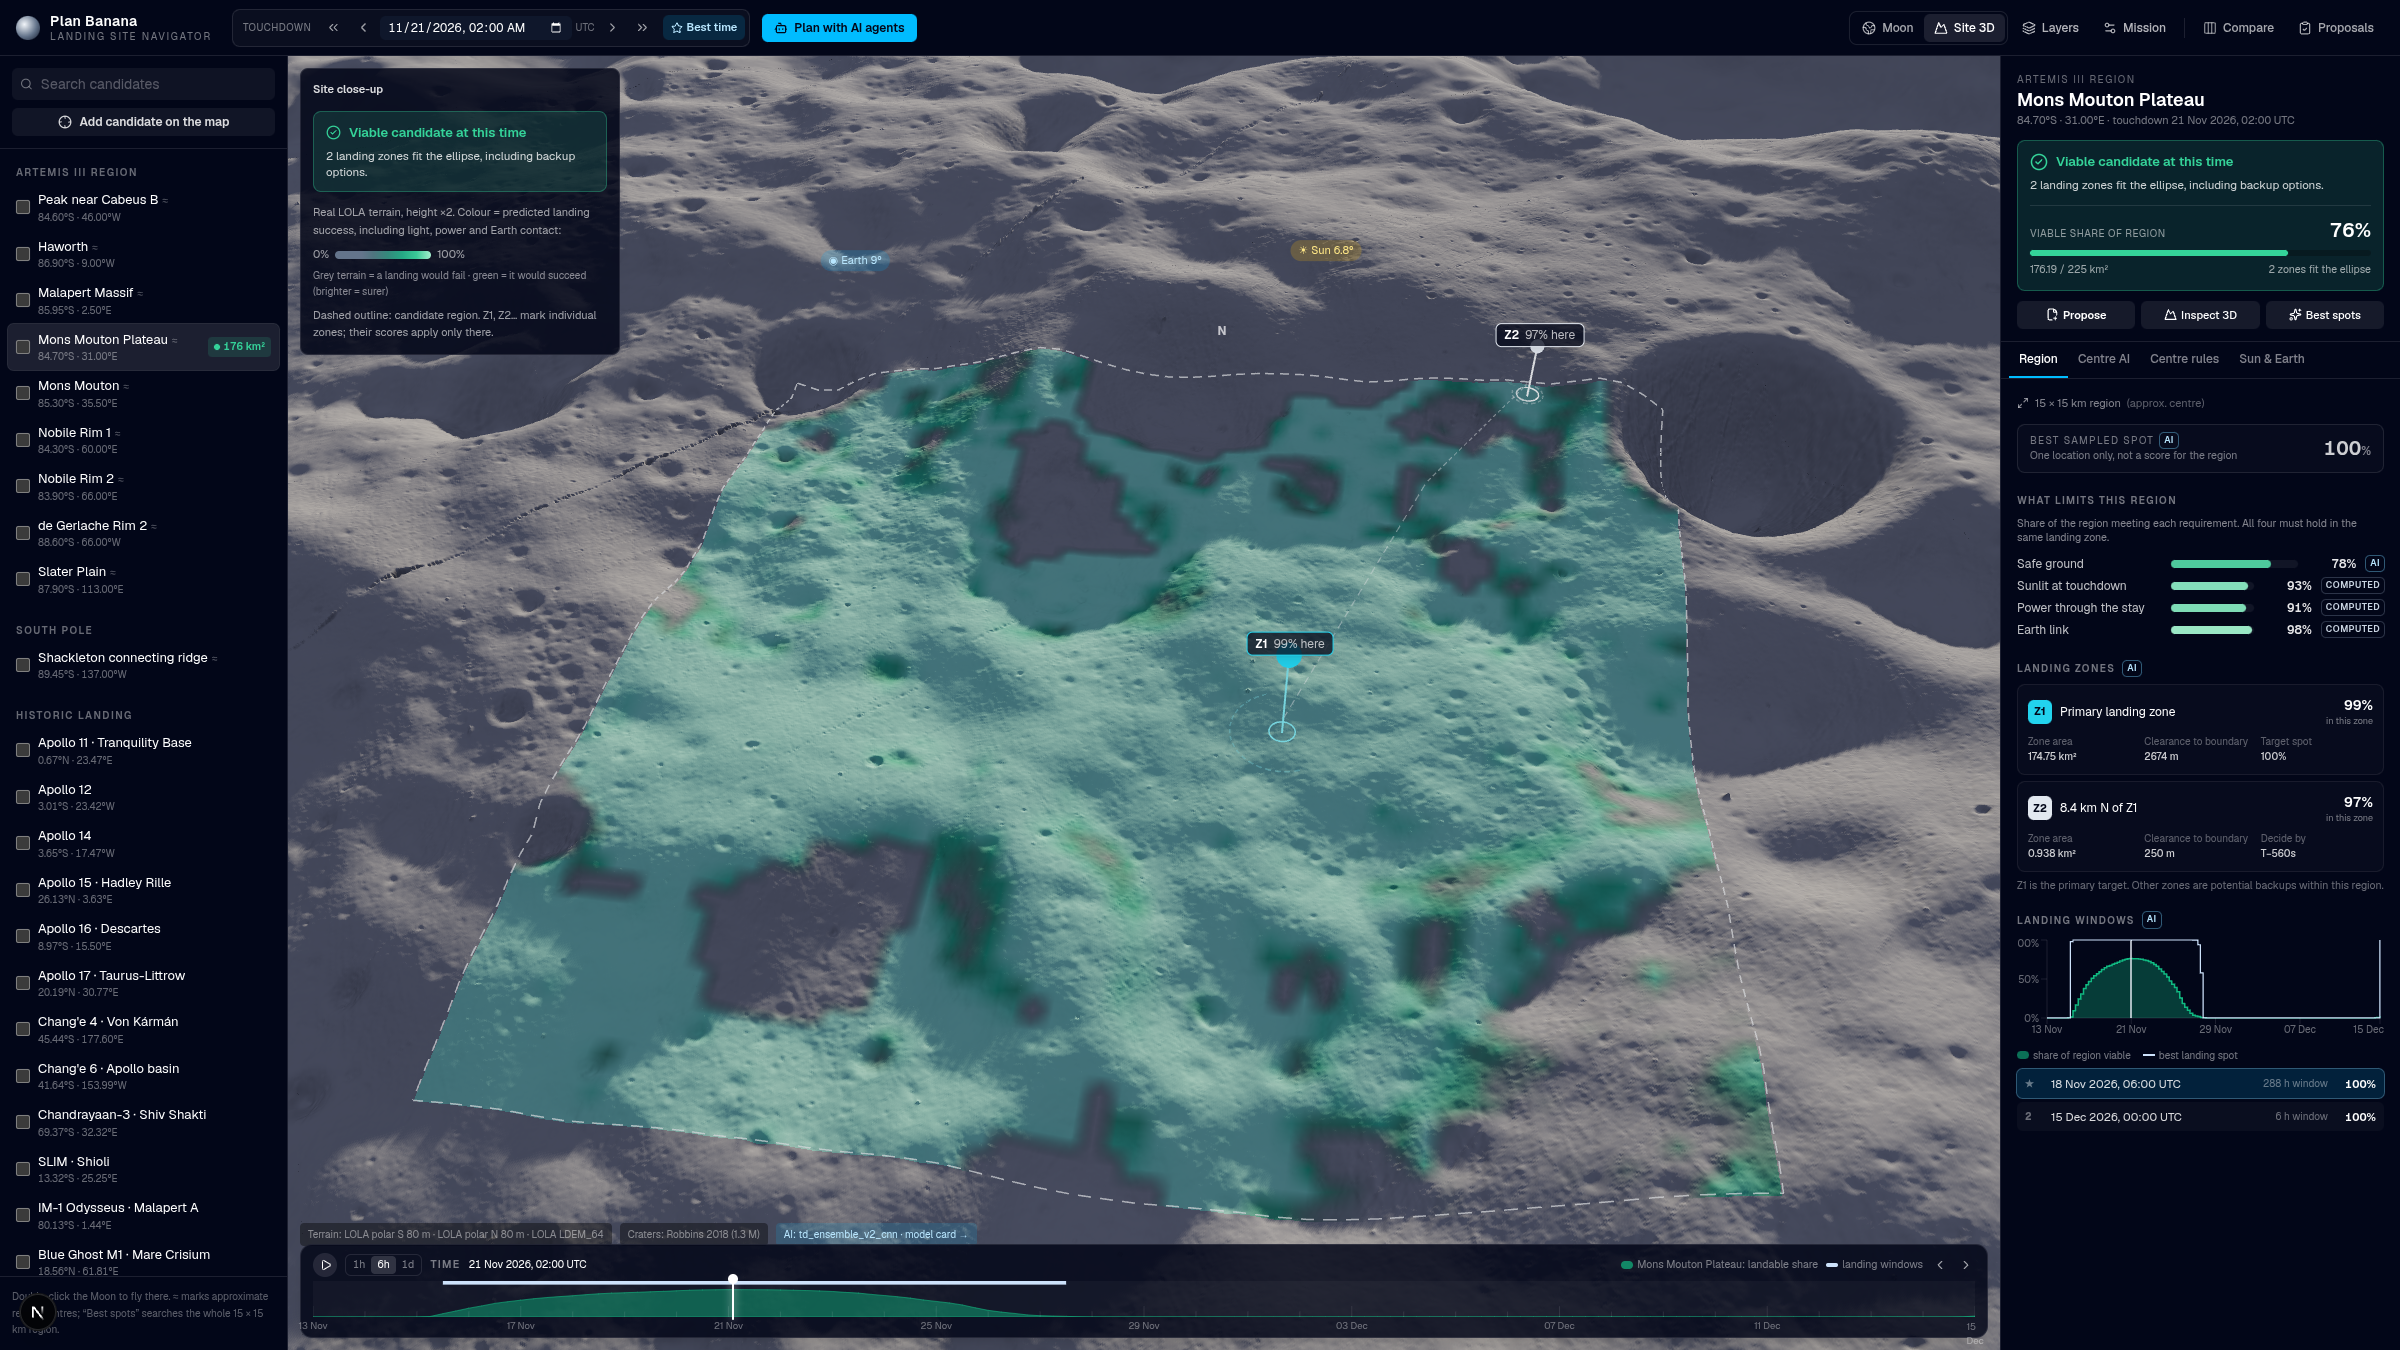 Plan Banana
LANDING SITE NAVIGATOR
TOUCHDOWN
11/21/2026, 02:00 AM
UTC
Best time
Plan with AI agents
Moon
Site 3D
Layers
Mission
Compare
Proposals
Search candidates
Add candidate on the map
ARTEMIS III REGION
Peak near Cabeus B ≈
84.60°S · 46.00°W
Haworth ≈
86.90°S · 9.00°W
Malapert Massif ≈
85.95°S · 2.50°E
Mons Mouton Plateau ≈
84.70°S · 31.00°E
176 km²
Mons Mouton ≈
85.30°S · 35.50°E
Nobile Rim 1 ≈
84.30°S · 60.00°E
Nobile Rim 2 ≈
83.90°S · 66.00°E
de Gerlache Rim 2 ≈
88.60°S · 66.00°W
Slater Plain ≈
87.90°S · 113.00°E
SOUTH POLE
Shackleton connecting ridge ≈
89.45°S · 137.00°W
HISTORIC LANDING
Apollo 11 · Tranquility Base
0.67°N · 23.47°E
Apollo 12
3.01°S · 23.42°W
Apollo 14
3.65°S · 17.47°W
Apollo 15 · Hadley Rille
26.13°N · 3.63°E
Apollo 16 · Descartes
8.97°S · 15.50°E
Apollo 17 · Taurus-Littrow
20.19°N · 30.77°E
Chang'e 4 · Von Kármán
45.44°S · 177.60°E
Chang'e 6 · Apollo basin
41.64°S · 153.99°W
Chandrayaan-3 · Shiv Shakti
69.37°S · 32.32°E
SLIM · Shioli
13.32°S · 25.25°E
IM-1 Odysseus · Malapert A
80.13°S · 1.44°E
Blue Ghost M1 · Mare Crisium
18.56°N · 61.81°E
click the Moon to fly there. ≈ marks approximate
"Best spots" searches the whole 15 × 15
N
Site close-up
Viable candidate at this time
2 landing zones fit the ellipse, including backup
options.
Real LOLA terrain, height ×2. Colour = predicted landing
success, including light, power and Earth contact:
0%
100%
Grey terrain = a landing would fail · green = it would succeed
(brighter = surer)
Dashed outline: candidate region. Z1, Z2… mark individual
zones; their scores apply only there.
Earth 9°
☀ Sun 6.8°
N
Z2 97% here
Z1 99% here
Terrain: LOLA polar S 80 m · LOLA polar N 80 m · LOLA LDEM_64
Craters: Robbins 2018 (1.3 M)
AI: td_ensemble_v2_cnn · model card →
1h
6h
1d
TIME
21 Nov 2026, 02:00 UTC
Mons Mouton Plateau: landable share
landing windows
13 Nov
17 Nov
21 Nov
25 Nov
29 Nov
03 Dec
07 Dec
11 Dec
15
Dec
ARTEMIS III REGION
Mons Mouton Plateau
84.70°S · 31.00°E · touchdown 21 Nov 2026, 02:00 UTC
Viable candidate at this time
2 landing zones fit the ellipse, including backup options.
VIABLE SHARE OF REGION
76%
176.19 / 225 km²
2 zones fit the ellipse
Propose
Inspect 3D
Best spots
Region
Centre AI
Centre rules
Sun & Earth
15 × 15 km region (approx. centre)
BEST SAMPLED SPOT AI
One location only, not a score for the region
100%
WHAT LIMITS THIS REGION
Share of the region meeting each requirement. All four must hold in the
same landing zone.
Safe ground 78% AI
Sunlit at touchdown 93% COMPUTED
Power through the stay 91% COMPUTED
Earth link 98% COMPUTED
LANDING ZONES AI
Z1 Primary landing zone 99%
in this zone
Zone area Clearance to boundary Target spot
174.75 km² 2674 m 100%
Z2 8.4 km N of Z1 97%
in this zone
Zone area Clearance to boundary Decide by
0.938 km² 250 m T−560s
Z1 is the primary target. Other zones are potential backups within this region.
LANDING WINDOWS AI
00%
50%
0%
13 Nov
21 Nov
29 Nov
07 Dec
15 Dec
share of region viable
best landing spot
★ 18 Nov 2026, 06:00 UTC 288 h window 100%
2 15 Dec 2026, 00:00 UTC 6 h window 100%